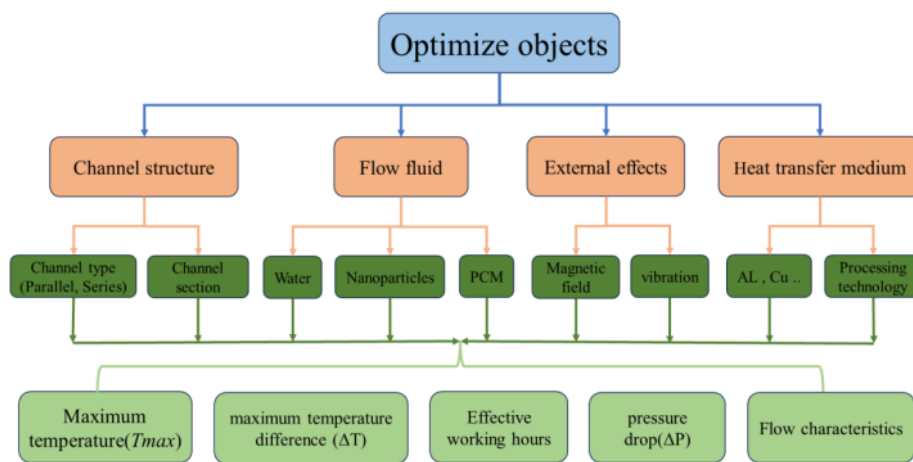 Optimize objects
Channel structure
Flow fluid
External effects
Heat transfer medium
Channel type
(Parallel, Series)
Channel
section
Water
Nanoparticles
PCM
Magnetic
field
vibration
AL , Cu ..
Processing
technology
Maximum
temperature(Tmax)
maximum temperature
difference (ΔT)
Effective
working hours
pressure
drop(ΔP)
Flow characteristics